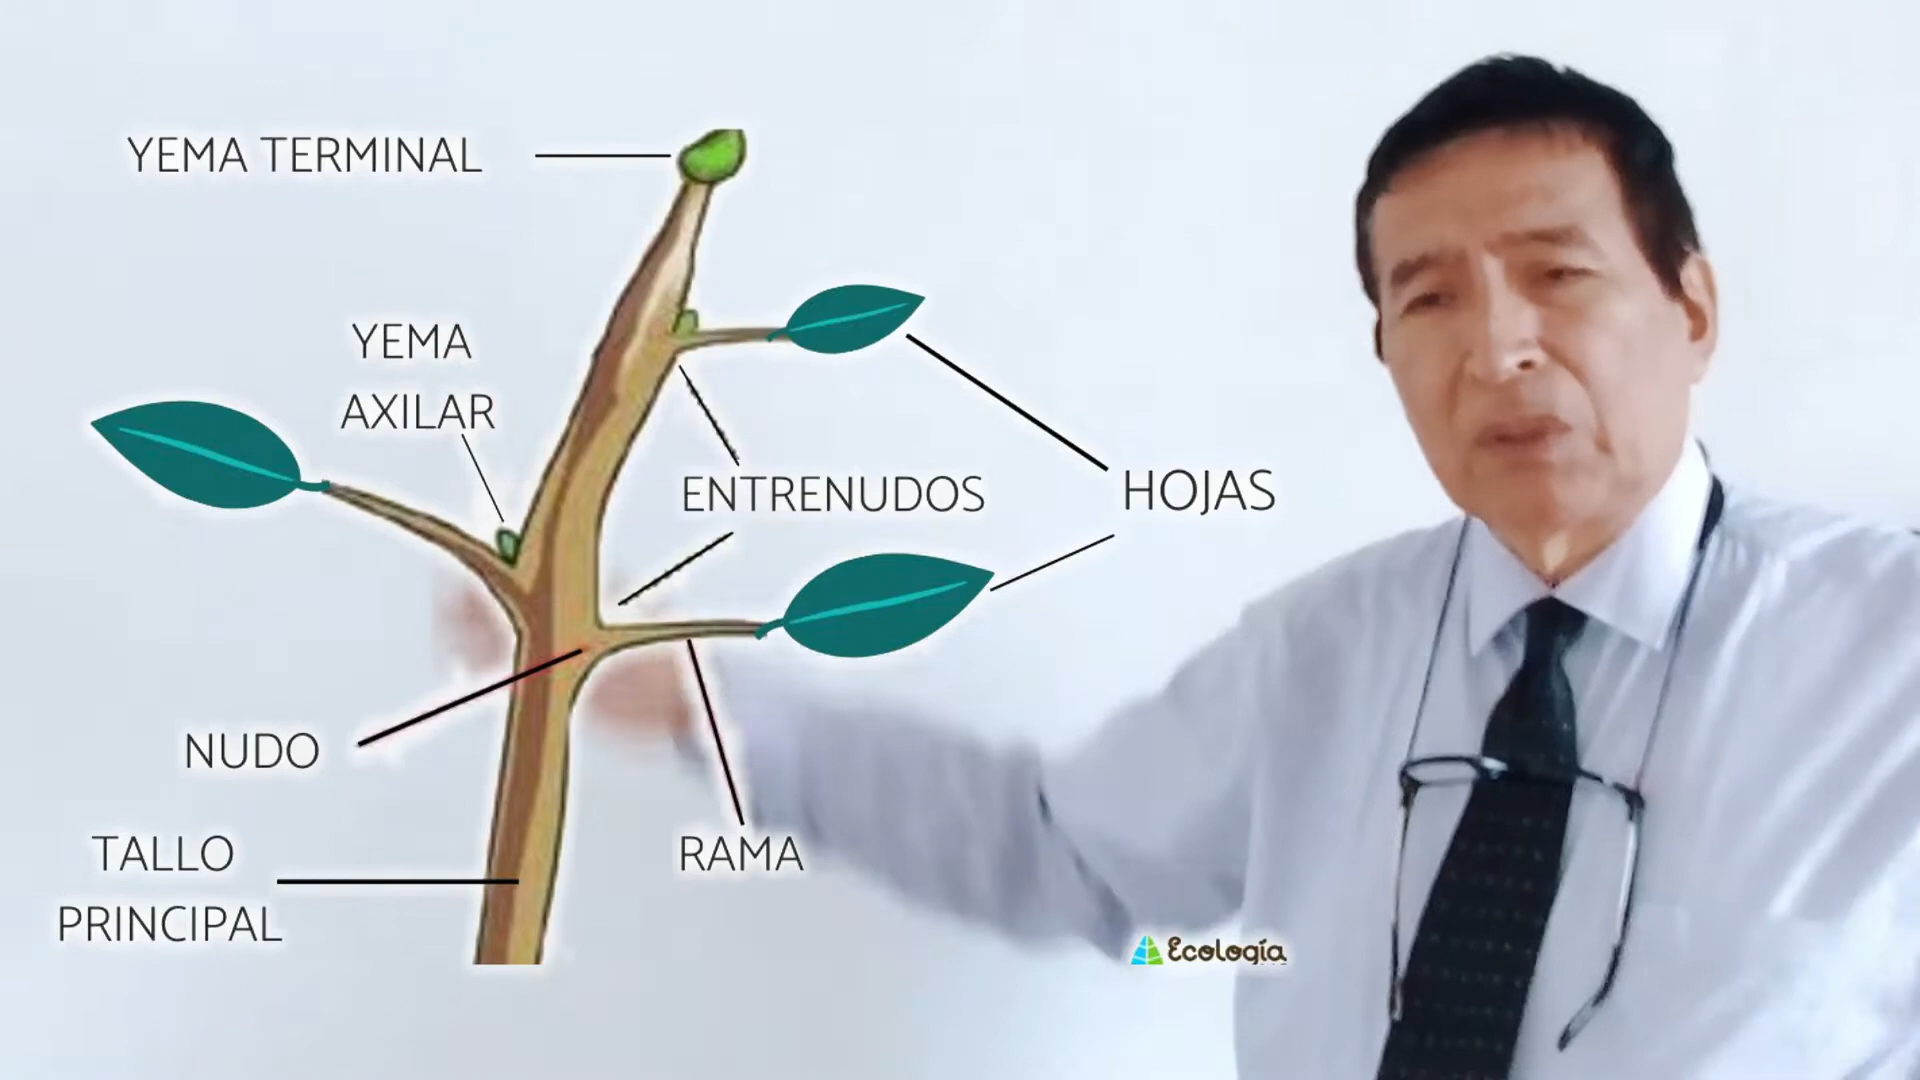 YEMA TERMINAL
YEMA
AXILAR
ENTRENUDOS
HOJAS
NUDO
TALLO
PRINCIPAL
RAMA
Ecología